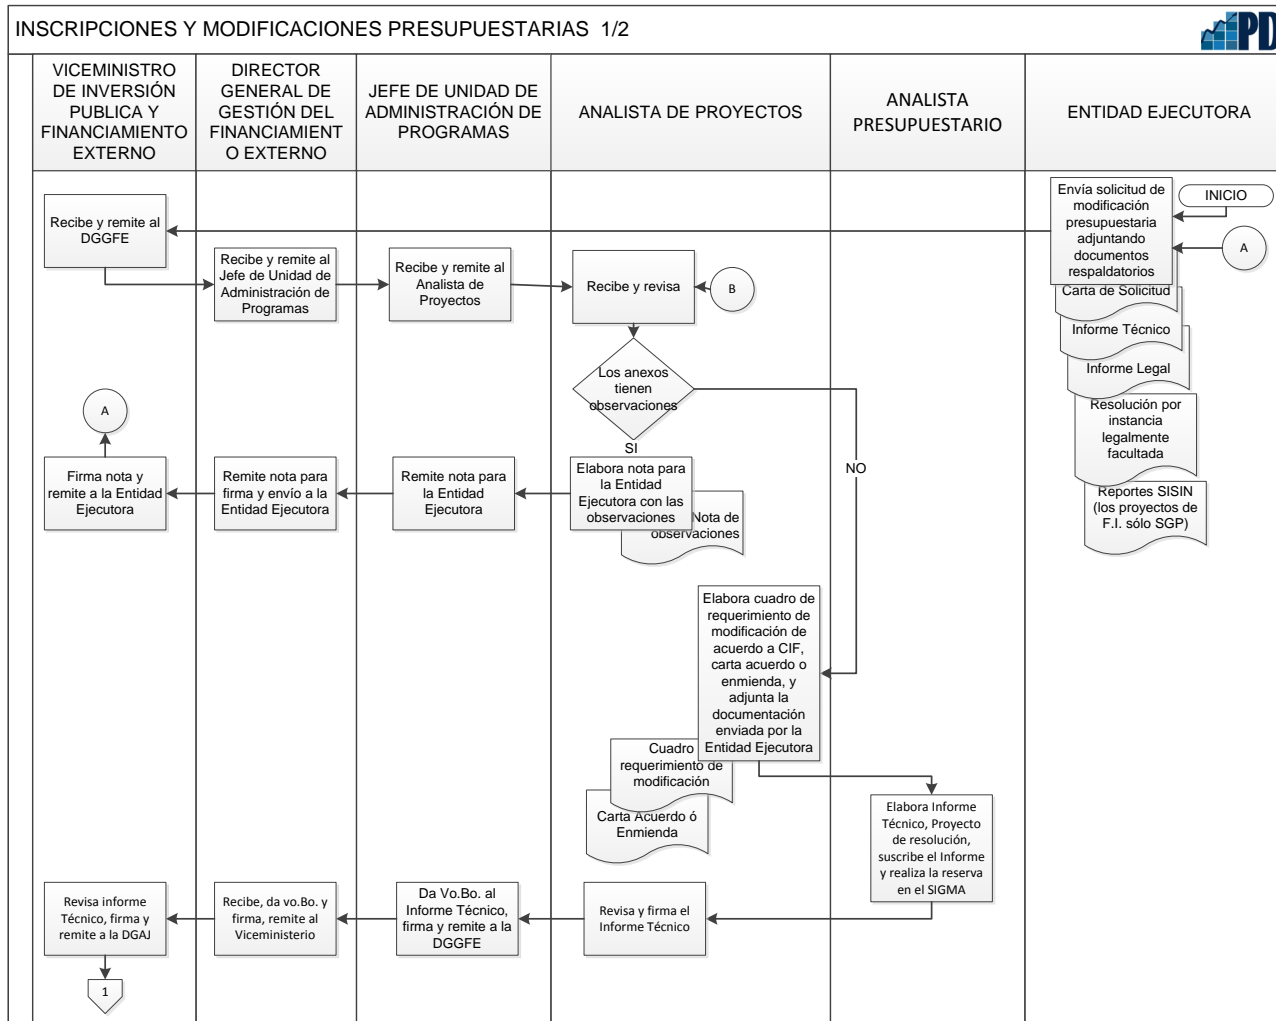 INSCRIPCIONES Y MODIFICACIONES PRESUPUESTARIAS 1/2
PD
VICEMINISTRO
DE INVERSIÓN
PUBLICA Y
FINANCIAMIENTO
EXTERNO
DIRECTOR
GENERAL DE
GESTIÓN DEL
FINANCIAMIENT
O EXTERNO
JEFE DE UNIDAD DE
ADMINISTRACIÓN DE
PROGRAMAS
ANALISTA DE PROYECTOS
ANALISTA
PRESUPUESTARIO
ENTIDAD EJECUTORA
INICIO
Envía solicitud de
modificación
presupuestaria
adjuntando
documentos
respaldatorios
A
Carta de Solicitud
Informe Técnico
Informe Legal
Resolución por
instancia
legalmente
facultada
Reportes SISIN
(los proyectos de
F.I. sólo SGP)
Recibe y remite al
DGGFE
Recibe y remite al
Jefe de Unidad de
Administración de
Programas
Recibe y remite al
Analista de
Proyectos
Recibe y revisa
B
Los anexos
tienen
observaciones
SI
NO
A
Firma nota y
remite a la Entidad
Ejecutora
Remite nota para
firma y envío a la
Entidad Ejecutora
Remite nota para
la Entidad
Ejecutora
Elabora nota para
la Entidad
Ejecutora con las
observaciones
Nota de
observaciones
Elabora cuadro de
requerimiento de
modificación de
acuerdo a CIF,
carta acuerdo o
enmienda, y
adjunta la
documentación
enviada por la
Entidad Ejecutora
Cuadro
requerimiento de
modificación
Carta Acuerdo ó
Enmienda
Elabora Informe
Técnico, Proyecto
de resolución,
suscribe el Informe
y realiza la reserva
en el SIGMA
Revisa informe
Técnico, firma y
remite a la DGAJ
Recibe, da vo.Bo. y
firma, remite al
Viceministerio
Da Vo.Bo. al
Informe Técnico,
firma y remite a la
DGGFE
Revisa y firma el
Informe Técnico
1